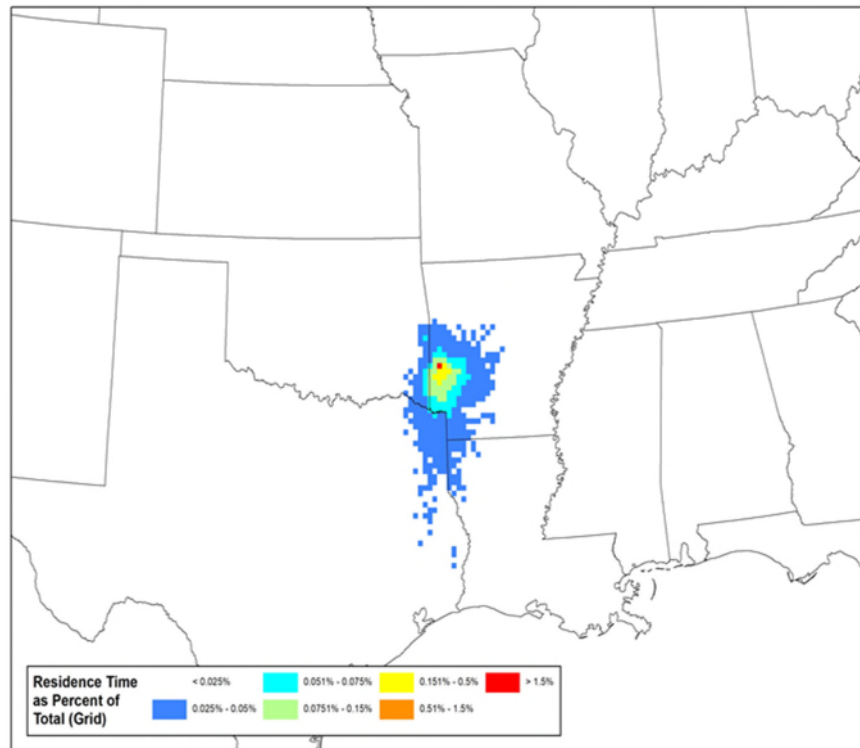 Residence Time
as Percent of
Total (Grid)
< 0.025%
0.051% - 0.075%
0.151% - 0.5%
> 1.5%
0.025% - 0.05%
0.0751% - 0.15%
0.51% - 1.5%